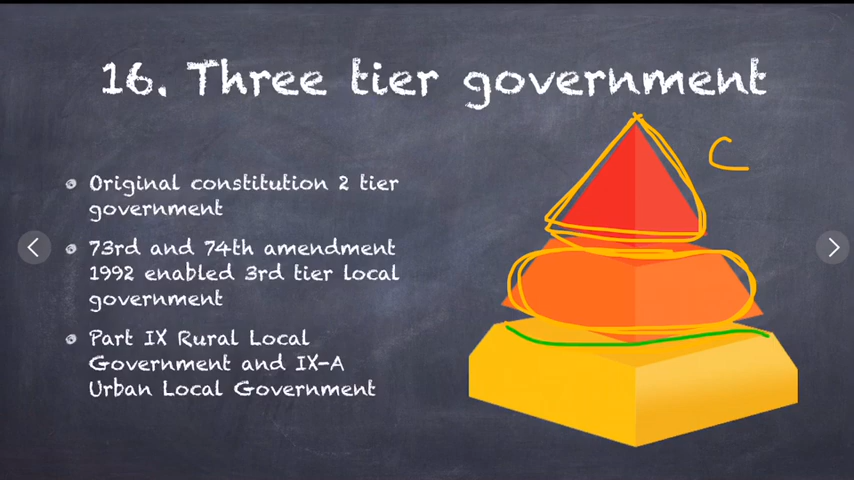 16. Three tier government
Original constitution 2 tier
government
73rd and 74th amendment
1992 enabled 3rd tier local
government
Part IX Rural Local
Government and IX-A
Urban Local Government
C